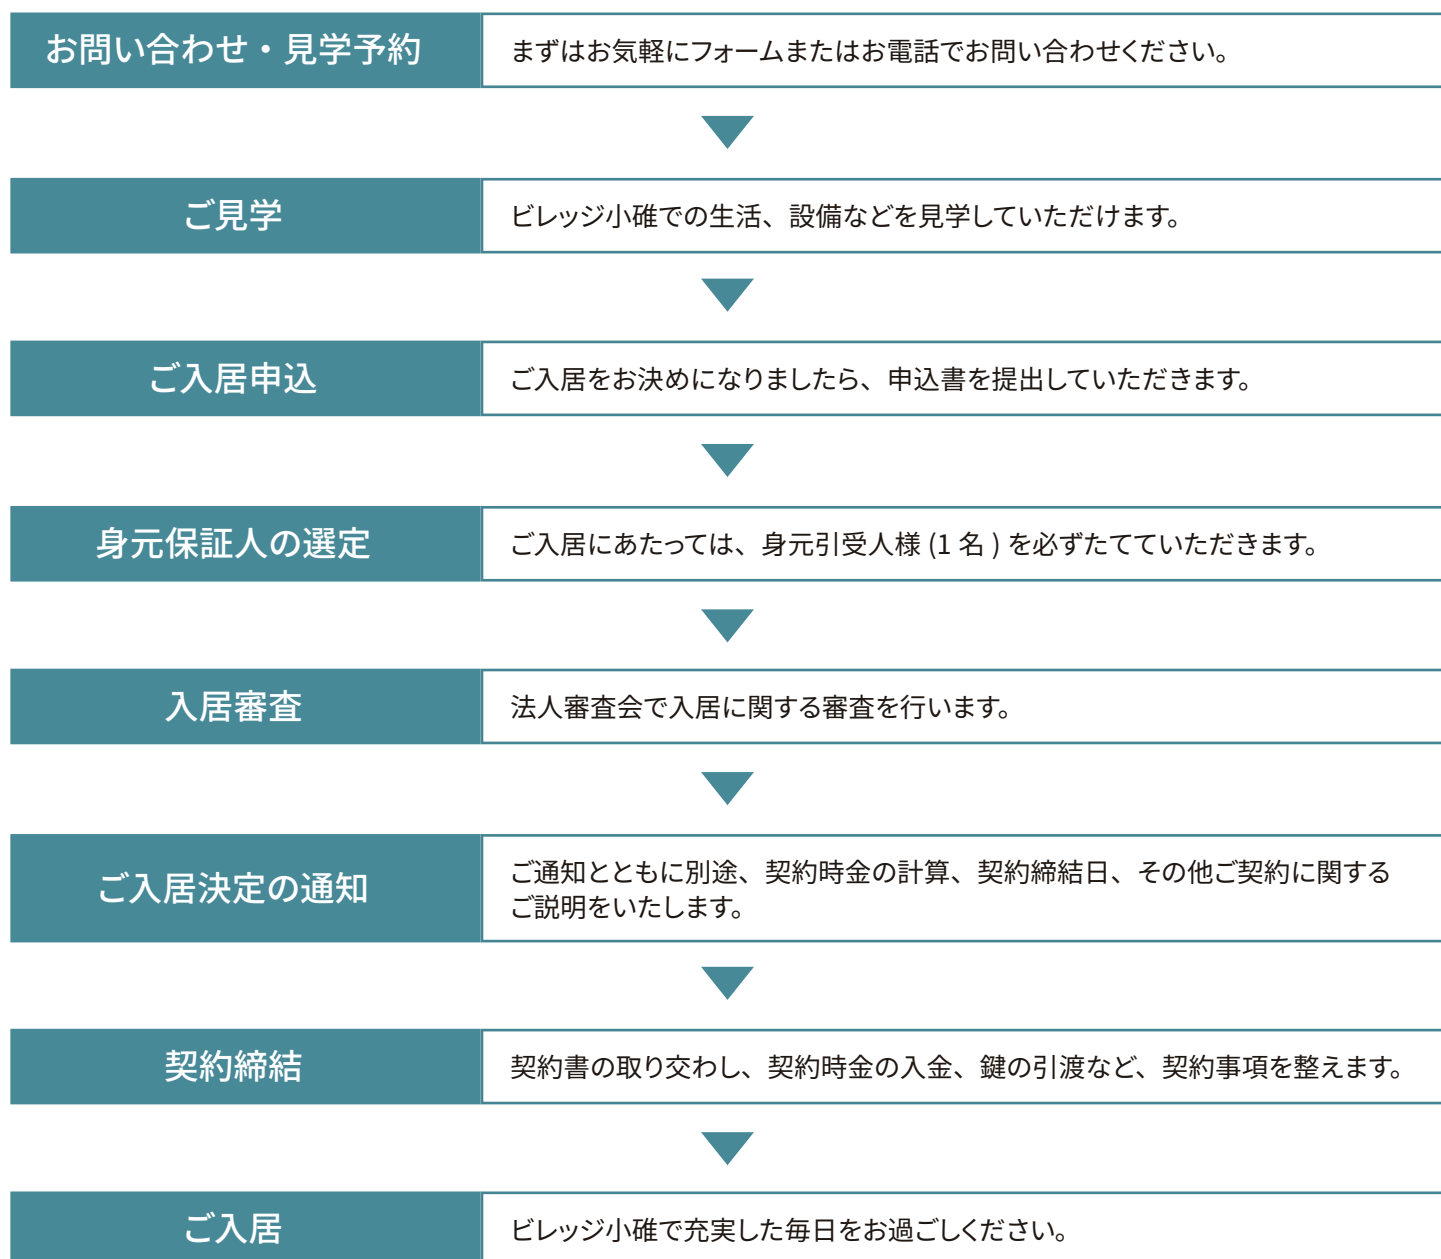 お問い合わせ・見学予約
まずはお気軽にフォームまたはお電話でお問い合わせください。
ご見学
ビレッジ小碓での生活、設備などを見学していただけます。
ご入居申込
ご入居をお決めになりましたら、申込書を提出していただきます。
身元保証人の選定
ご入居にあたっては、身元引受人様 (1 名 ) を必ずたてていただきます。
入居審査
法人審査会で入居に関する審査を行います。
ご入居決定の通知
ご通知とともに別途、契約時金の計算、契約締結日、その他ご契約に関する
ご説明をいたします。
契約締結
契約書の取り交わし、契約時金の入金、鍵の引渡など、契約事項を整えます。
ご入居
ビレッジ小碓で充実した毎日をお過ごしください。